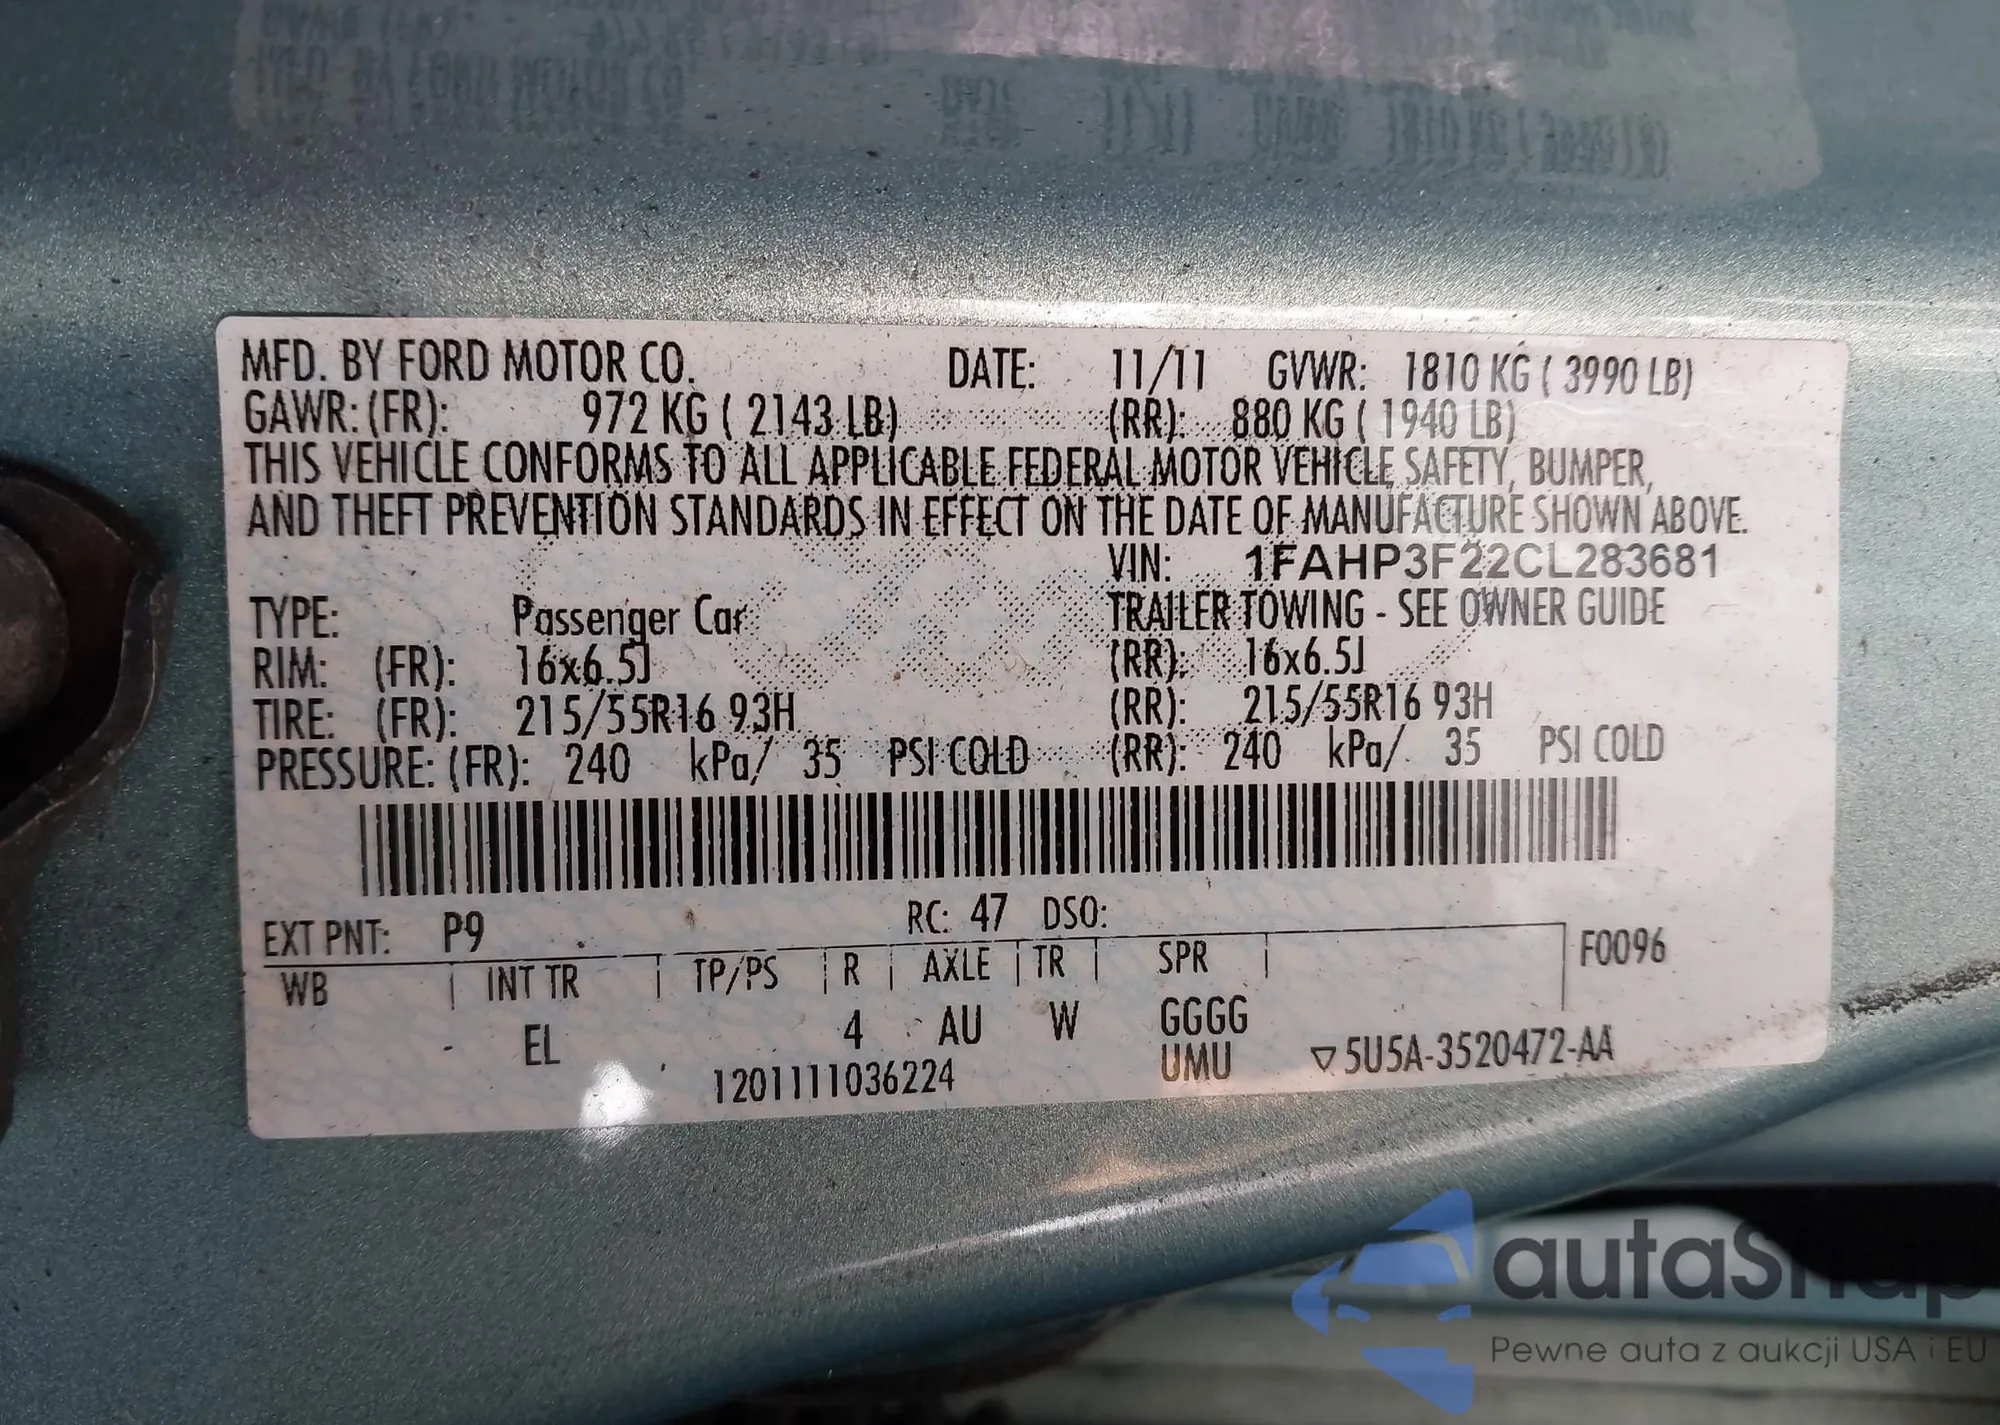 MFD. BY FORD MOTOR CO. DATE: 11/11 GVWR: 1810 KG ( 3990 LB)
GAWR: (FR): 972 KG ( 2143 LB) (RR): 880 KG ( 1940 LB)
THIS VEHICLE CONFORMS TO ALL APPLICABLE FEDERAL MOTOR VEHICLE SAFETY, BUMPER,
AND THEFT PREVENTION STANDARDS IN EFFECT ON THE DATE OF MANUFACTURE SHOWN ABOVE.
VIN: 1FAHP3F22CL283681
TYPE: Passenger Car TRAILER TOWING - SEE OWNER GUIDE
RIM: (FR): 16x6.5J (RR): 16x6.5J
TIRE: (FR): 215/55R16 93H (RR): 215/55R16 93H
PRESSURE: (FR): 240 kPa/ 35 PSI COLD (RR): 240 kPa/ 35 PSI COLD
EXT PNT: P9 RC: 47 DSO:
WB INT TR TP/PS R AXLE TR SPR F0096
EL 4 AU W GGGG
1201111036224 UMU ▽5U5A-3520472-AA
autaSnap
Pewne auta z aukcji USA i EU